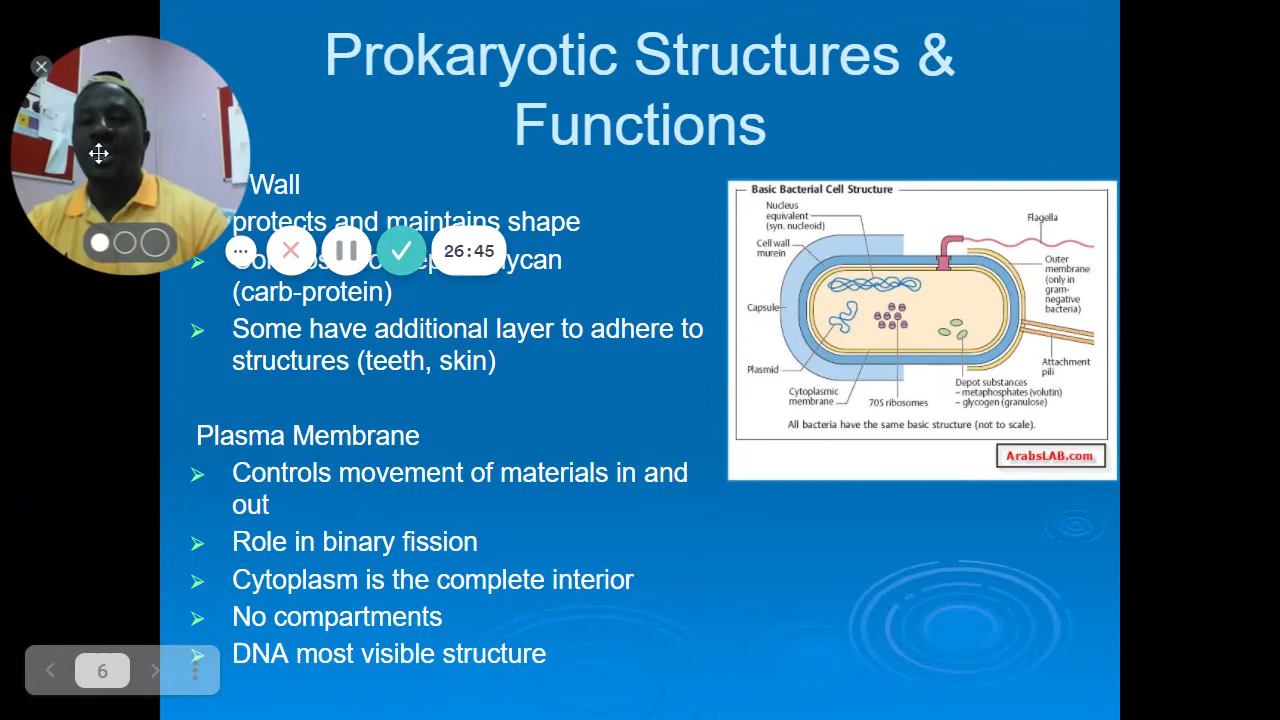 Prokaryotic Structures &
Functions
Wall
protects and maintains shape
(carb-protein)
Some have additional layer to adhere to
structures (teeth, skin)
Plasma Membrane
Controls movement of materials in and
out
Role in binary fission
Cytoplasm is the complete interior
No compartments
DNA most visible structure
26:45
6
Basic Bacterial Cell Structure
Nucleus
equivalent
(syn. nucleoid)
Cell wall
murein
Capsule
Plasmid
Cytoplasmic
membrane
70S ribosomes
Flagella
Outer
membrane
(only in
gram-
negative
bacteria)
Attachment
pili
Depot substances
– metaphosphates (volutin)
– glycogen (granulose)
All bacteria have the same basic structure (not to scale).
ArabsLAB.com